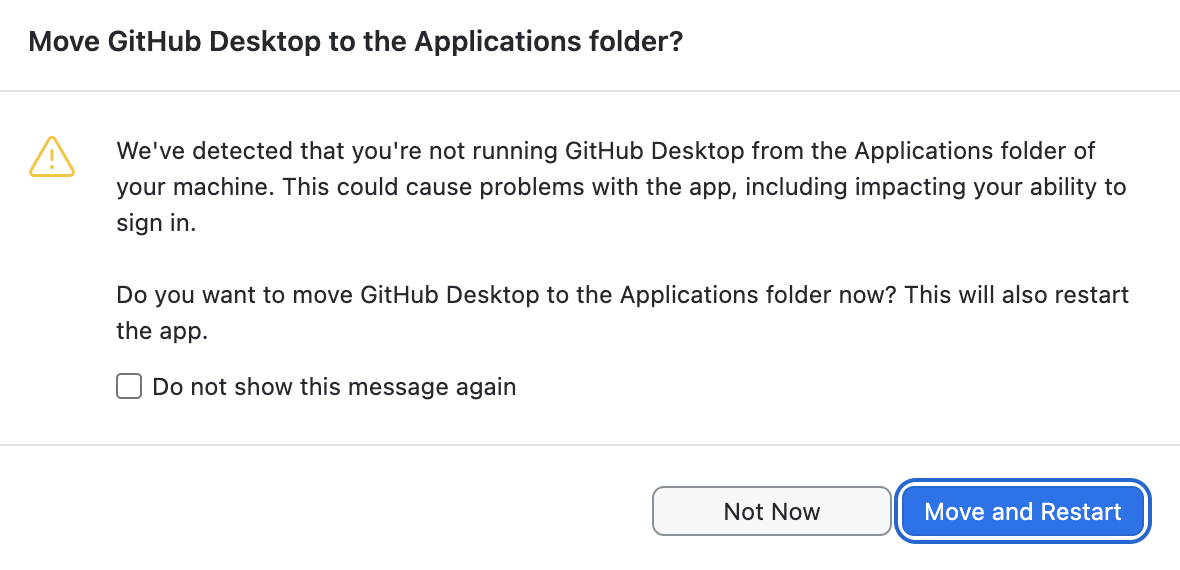 Move GitHub Desktop to the Applications folder?
We've detected that you're not running GitHub Desktop from the Applications folder of
your machine. This could cause problems with the app, including impacting your ability to
sign in.
Do you want to move GitHub Desktop to the Applications folder now? This will also restart
the app.
Do not show this message again
Not Now
Move and Restart